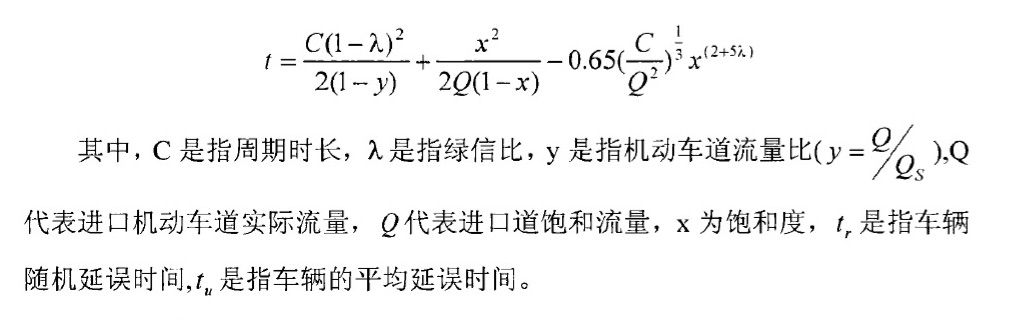 t = \frac{C(1-λ)^2}{2(1-y)} + \frac{x^2}{2Q(1-x)} - 0.65(\frac{C}{Q^2})^{\frac{1}{3}} x^{(2+5λ)}
其中，C 是指周期时长，λ 是指绿信比，y 是指机动车道流量比( y = Q/Q_S ),Q
代表进口机动车道实际流量， Q 代表进口道饱和流量，x 为饱和度，t_r 是指车辆
随机延误时间,t_u 是指车辆的平均延误时间。